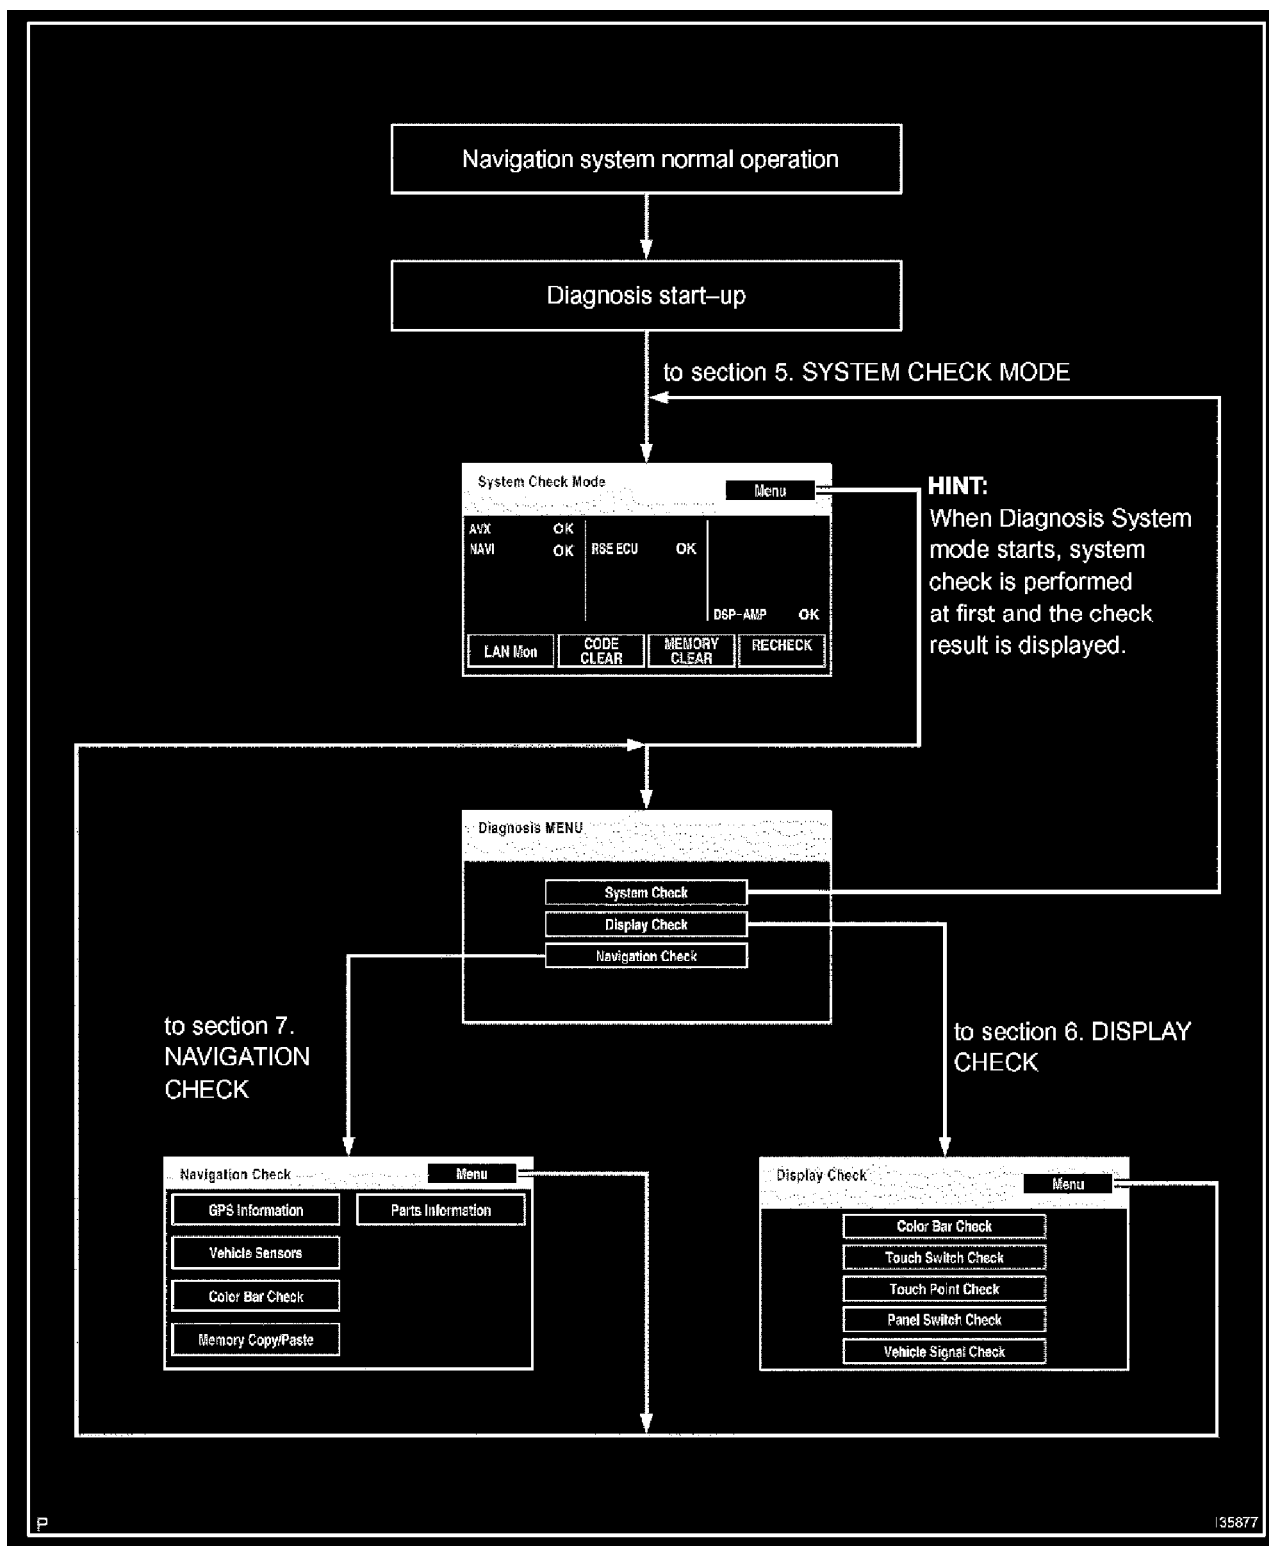 Navigation system normal operation
Diagnosis start–up
to section 5. SYSTEM CHECK MODE
System Check Mode
Menu
AVX OK
NAVI OK RSE ECU OK
DSP–AMP OK
LAN Mon
CODE
CLEAR
MEMORY
CLEAR
RECHECK
HINT:
When Diagnosis System
mode starts, system
check is performed
at first and the check
result is displayed.
Diagnosis MENU
System Check
Display Check
Navigation Check
to section 7.
NAVIGATION
CHECK
to section 6. DISPLAY
CHECK
Navigation Check Menu
GPS Information Parts Information
Vehicle Sensors
Color Bar Check
Memory Copy/Paste
Display Check
Menu
Color Bar Check
Touch Switch Check
Touch Point Check
Panel Switch Check
Vehicle Signal Check
P
I35877